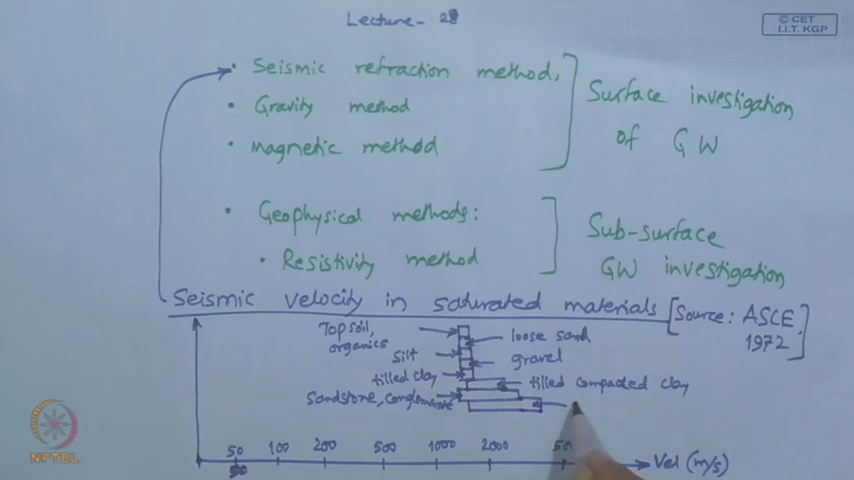 Lecture - 28
© CET
I.I.T. KGP
• Seismic refraction method,
• Gravity method
• Magnetic method
Surface investigation
of GW
• Geophysical methods:
• Resistivity method
Sub-surface
GW investigation
Seismic velocity in saturated materials [Source: ASCE
1972]
Top soil,
organics
loose sand
silt
gravel
tilled clay
tilled compacted clay
Sandstone, conglomerate
50 100 200 500 1000 2000
Vel (m/s)
NPTEL